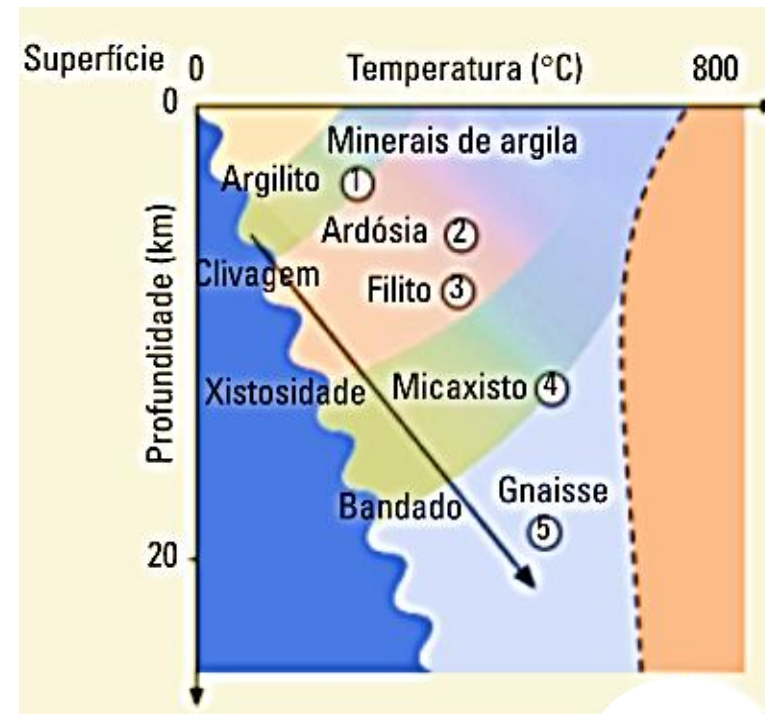 Superfície 0 Temperatura (°C) 800
0
Minerais de argila
Argilito 1
Ardósia 2
Clivagem
Filito 3
Profundidade (km)
Xistosidade Micaxisto 4
Gnaisse
Bandado
5
20